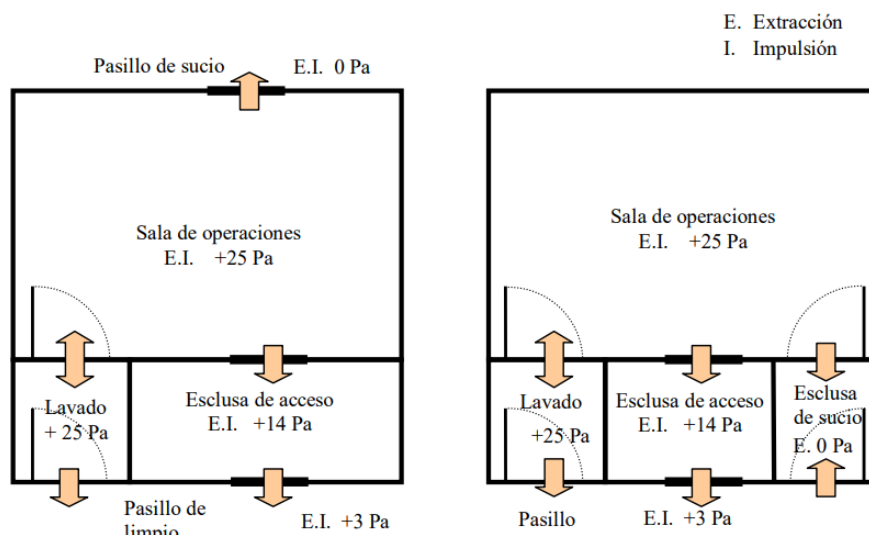 E. Extracción
I. Impulsión
Pasillo de sucio E.I. 0 Pa
Sala de operaciones
E.I. +25 Pa
Lavado
+ 25 Pa
Esclusa de acceso
E.I. +14 Pa
Pasillo de
limpio
E.I. +3 Pa
Sala de operaciones
E.I. +25 Pa
Lavado
+25 Pa
Esclusa de acceso
E.I. +14 Pa
Esclusa
de sucio
E. 0 Pa
Pasillo
E.I. +3 Pa